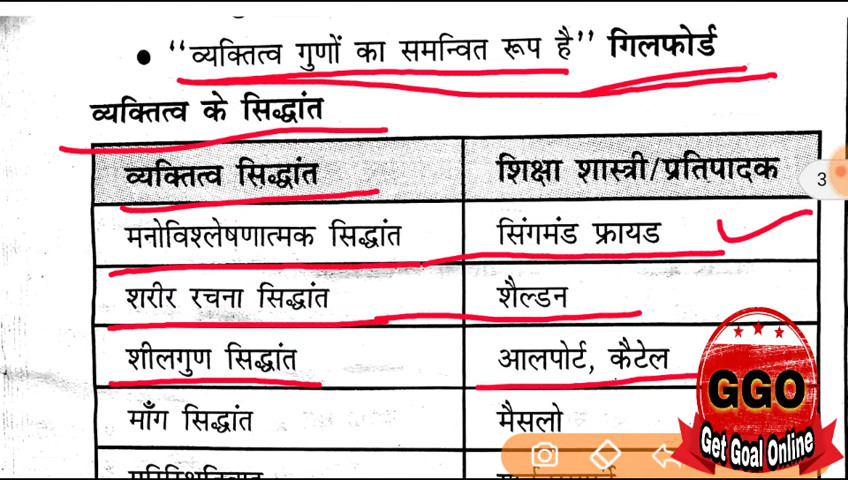 • “व्यक्तित्व गुणों का समन्वित रूप है” गिलफोर्ड
व्यक्तित्व के सिद्धांत
व्यक्तित्व सिद्धांत शिक्षा शास्त्री/प्रतिपादक
मनोविश्लेषणात्मक सिद्धांत सिंगमंड फ्रायड
3
शरीर रचना सिद्धांत शैल्डन
शीलगुण सिद्धांत आलपोर्ट, कैटेल
माँग सिद्धांत मैसलो
GGO
Get Goal Online